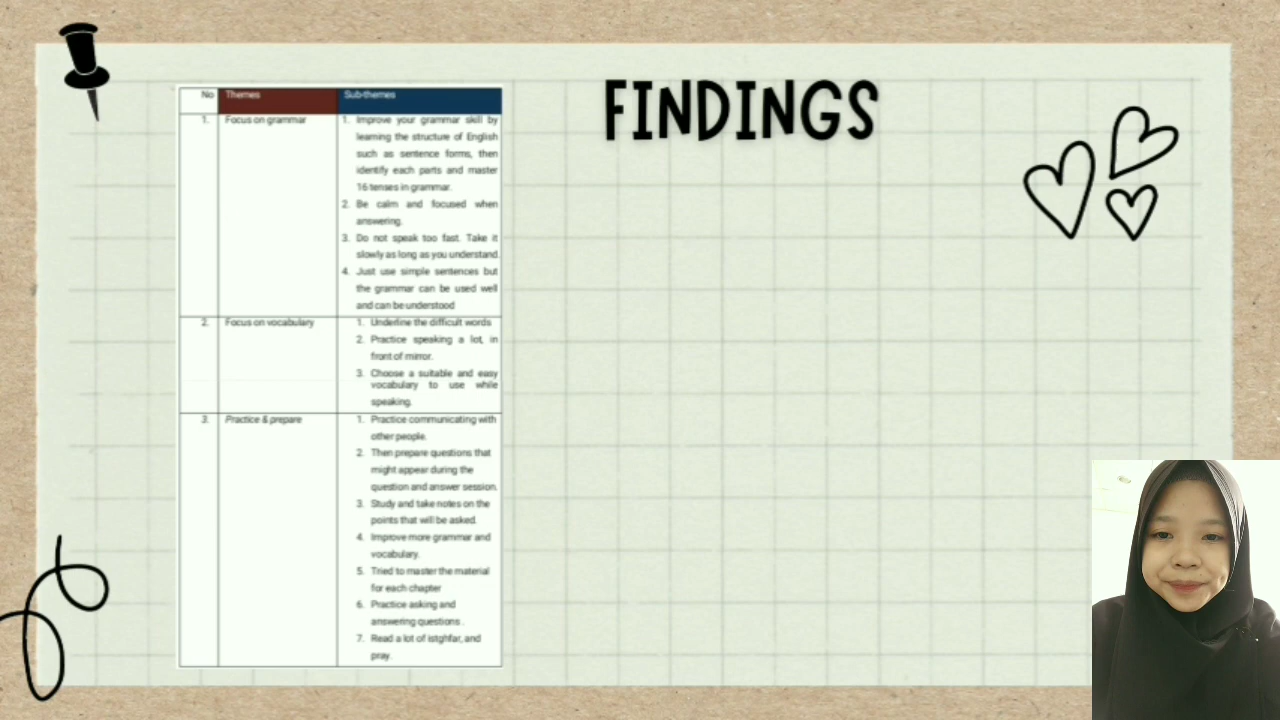 FINDINGS
No Themes Sub-themes
1. Focus on grammar 1. Improve your grammar skill by
learning the structure of English
such as sentence forms, then
identify each parts and master
16 tenses in grammar.
2. Be calm and focused when
answering.
3. Do not speak too fast. Take it
slowly as long as you understand.
4. Just use simple sentences but
the grammar can be used well
and can be understood
2. Focus on vocabulary 1. Underline the difficult words
2. Practice speaking a lot, in
front of mirror.
3. Choose a suitable and easy
vocabulary to use while
speaking.
3. Practice & prepare 1. Practice communicating with
other people.
2. Then prepare questions that
might appear during the
question and answer session.
3. Study and take notes on the
points that will be asked.
4. Improve more grammar and
vocabulary.
5. Tried to master the material
for each chapter
6. Practice asking and
answering questions .
7. Read a lot of istghfar, and
pray.